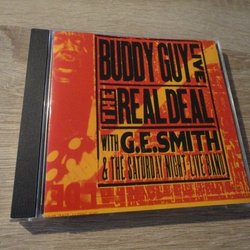 BUDDY GUY LIVE
THE REAL DEAL
WITH G.E. SMITH
& THE SATURDAY NIGHT LIVE BAND